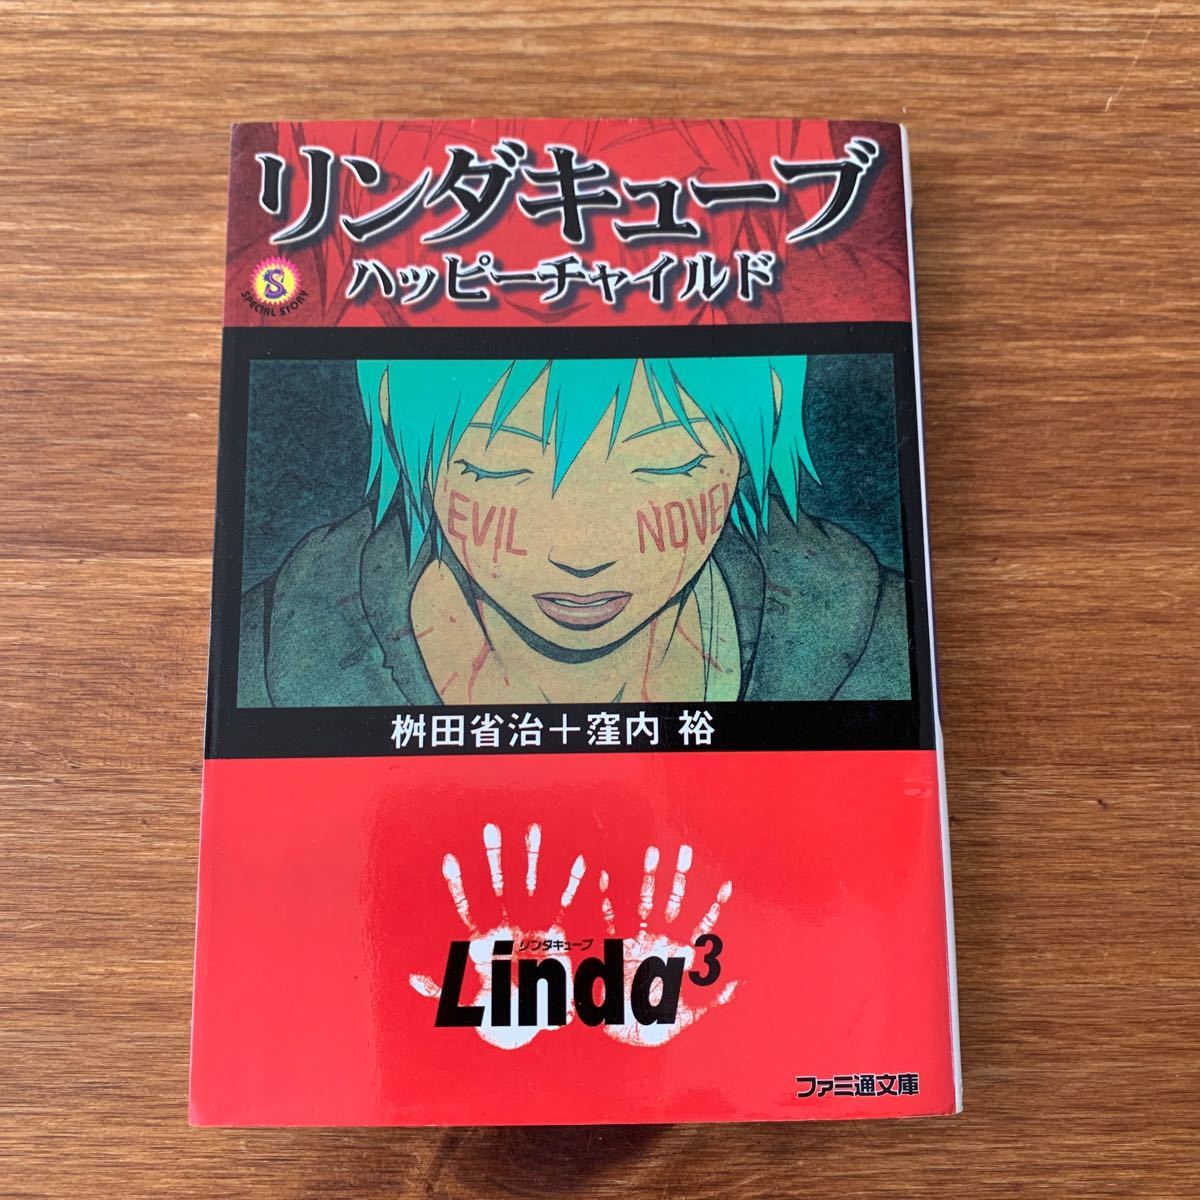 リンダキューブ
ハッピーチャイルド
S
SPECIAL STORY
EVIL NOVEL
桝田省治+窪内 裕
リンダキューブ
Linda³
ファミ通文庫